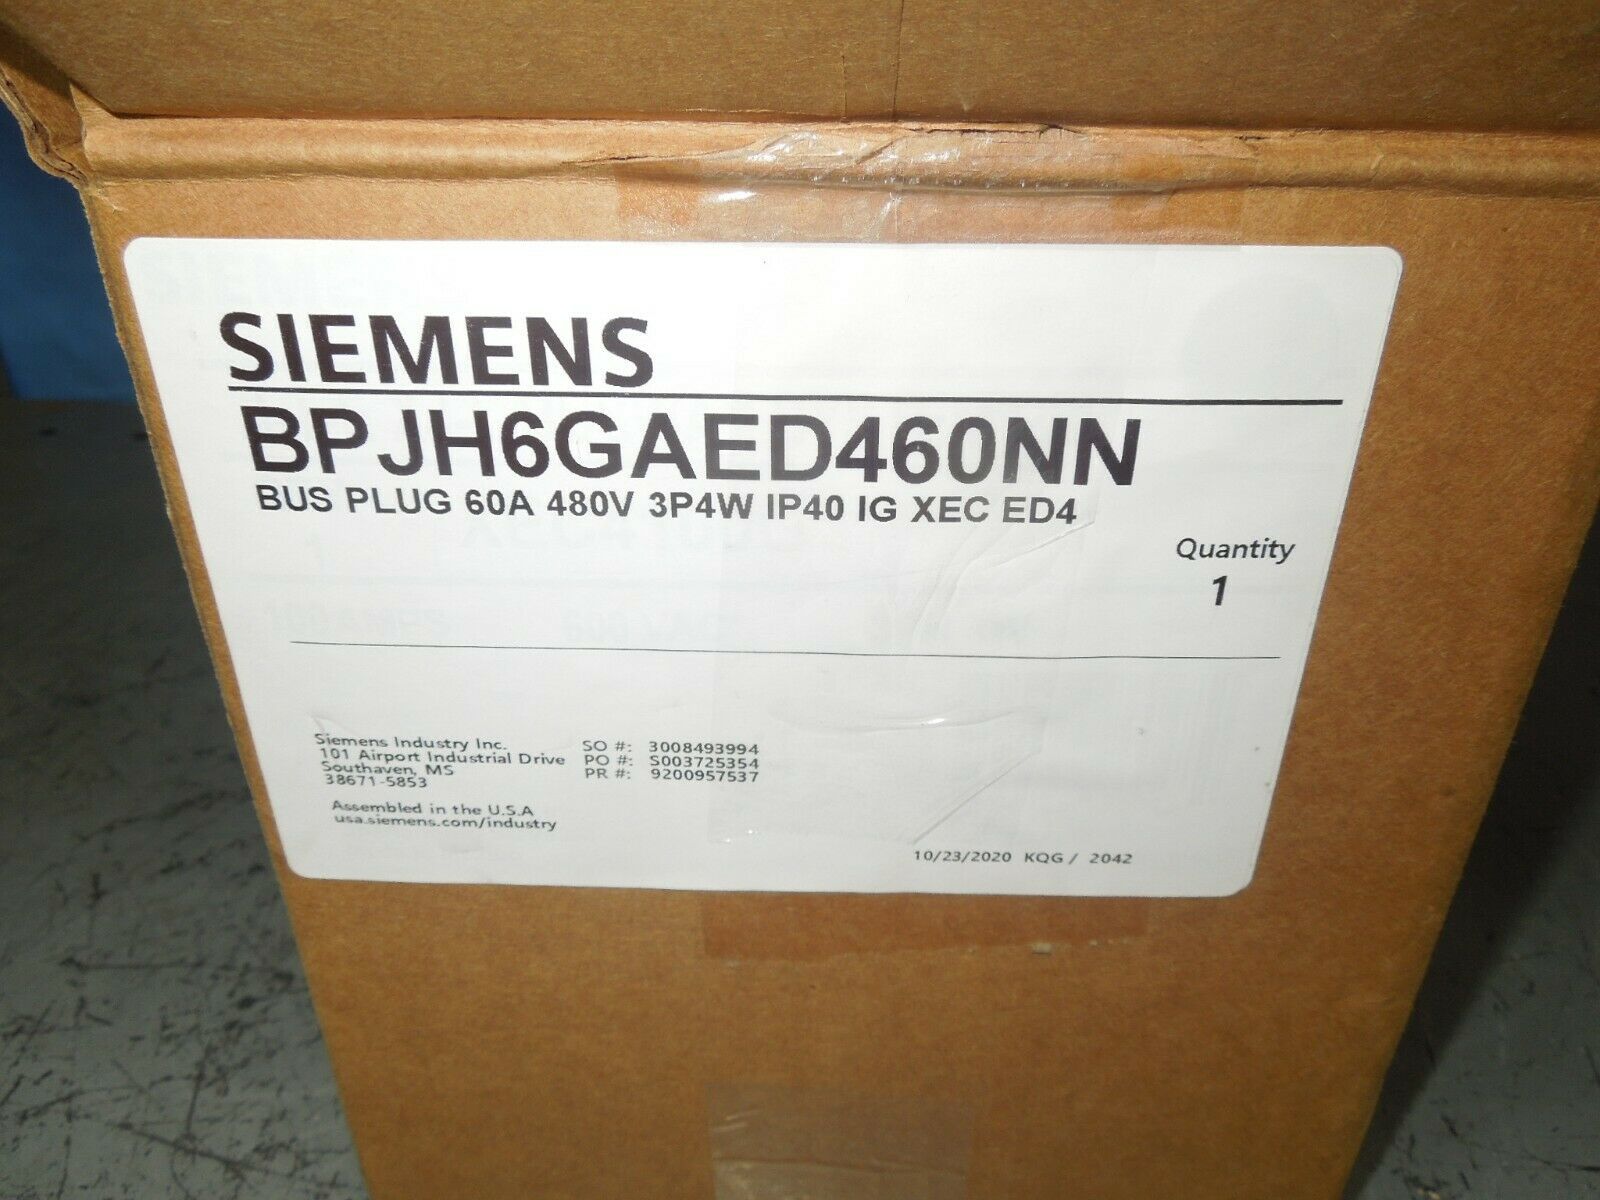 SIEMENS
BPJH6GAED460NN
BUS PLUG 60A 480V 3P4W IP40 IG XEC ED4
Quantity
1
Siemens Industry Inc.
101 Airport Industrial Drive
Southaven, MS
38671-5853
SO #: 3008493994
PO #: S003725354
PR #: 9200957537
Assembled in the U.S.A
usa.siemens.com/industry
10/23/2020 KQG / 2042